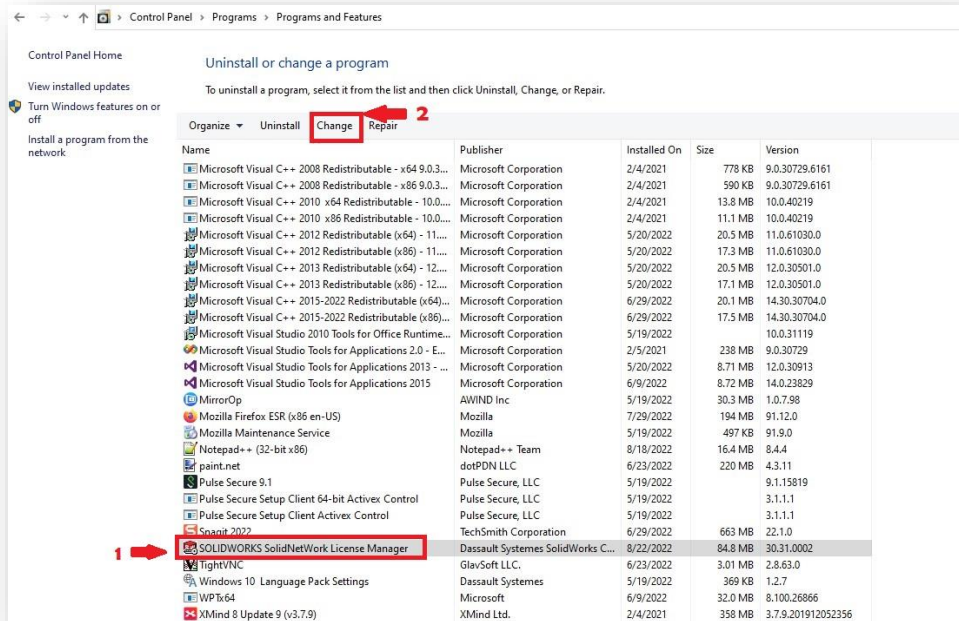 Control Panel > Programs > Programs and Features
Control Panel Home
View installed updates
Turn Windows features on or
off
Install a program from the
network
Uninstall or change a program
To uninstall a program, select it from the list and then click Uninstall, Change, or Repair.
2
Organize Uninstall Change Repair
Name Publisher Installed On Size Version
Microsoft Visual C++ 2008 Redistributable - x64 9.0.3... Microsoft Corporation 2/4/2021 778 KB 9.0.30729.6161
Microsoft Visual C++ 2008 Redistributable - x86 9.0.3... Microsoft Corporation 2/4/2021 590 KB 9.0.30729.6161
Microsoft Visual C++ 2010 x64 Redistributable - 10.0.... Microsoft Corporation 2/4/2021 13.8 MB 10.0.40219
Microsoft Visual C++ 2010 x86 Redistributable - 10.0.... Microsoft Corporation 2/4/2021 11.1 MB 10.0.40219
Microsoft Visual C++ 2012 Redistributable (x64) - 11.... Microsoft Corporation 5/20/2022 20.5 MB 11.0.61030.0
Microsoft Visual C++ 2012 Redistributable (x86) - 11.... Microsoft Corporation 5/20/2022 17.3 MB 11.0.61030.0
Microsoft Visual C++ 2013 Redistributable (x64) - 12.... Microsoft Corporation 5/20/2022 20.5 MB 12.0.30501.0
Microsoft Visual C++ 2013 Redistributable (x86) - 12.... Microsoft Corporation 5/20/2022 17.1 MB 12.0.30501.0
Microsoft Visual C++ 2015-2022 Redistributable (x64)... Microsoft Corporation 6/29/2022 20.1 MB 14.30.30704.0
Microsoft Visual C++ 2015-2022 Redistributable (x86)... Microsoft Corporation 6/29/2022 17.5 MB 14.30.30704.0
Microsoft Visual Studio 2010 Tools for Office Runtime... Microsoft Corporation 5/19/2022 10.0.31119
Microsoft Visual Studio Tools for Applications 2.0 - E... Microsoft Corporation 2/5/2021 238 MB 9.0.30729
Microsoft Visual Studio Tools for Applications 2013 - ... Microsoft Corporation 5/20/2022 8.71 MB 12.0.30913
Microsoft Visual Studio Tools for Applications 2015 Microsoft Corporation 6/9/2022 8.72 MB 14.0.23829
MirrorOp AWIND Inc 5/19/2022 30.3 MB 1.0.7.98
Mozilla Firefox ESR (x86 en-US) Mozilla 7/29/2022 194 MB 91.12.0
Mozilla Maintenance Service Mozilla 5/19/2022 497 KB 91.9.0
Notepad++ (32-bit x86) Notepad++ Team 8/18/2022 16.4 MB 8.4.4
paint.net dotPDN LLC 6/23/2022 220 MB 4.3.11
Pulse Secure 9.1 Pulse Secure, LLC 5/19/2022 9.1.15819
Pulse Secure Setup Client 64-bit Activex Control Pulse Secure, LLC 5/19/2022 3.1.1.1
Pulse Secure Setup Client Activex Control Pulse Secure, LLC 5/19/2022 3.1.1.1
Snagit 2022 TechSmith Corporation 6/29/2022 663 MB 22.1.0
1 SOLIDWORKS SolidNetWork License Manager Dassault Systemes SolidWorks C... 8/22/2022 84.8 MB 30.31.0002
TightVNC GlavSoft LLC. 6/23/2022 3.01 MB 2.8.63.0
Windows 10 Language Pack Settings Dassault Systemes 5/19/2022 369 KB 1.2.7
WPTx64 Microsoft 6/9/2022 32.0 MB 8.100.26866
XMind 8 Update 9 (v3.7.9) XMind Ltd. 2/4/2021 358 MB 3.7.9.201912052356